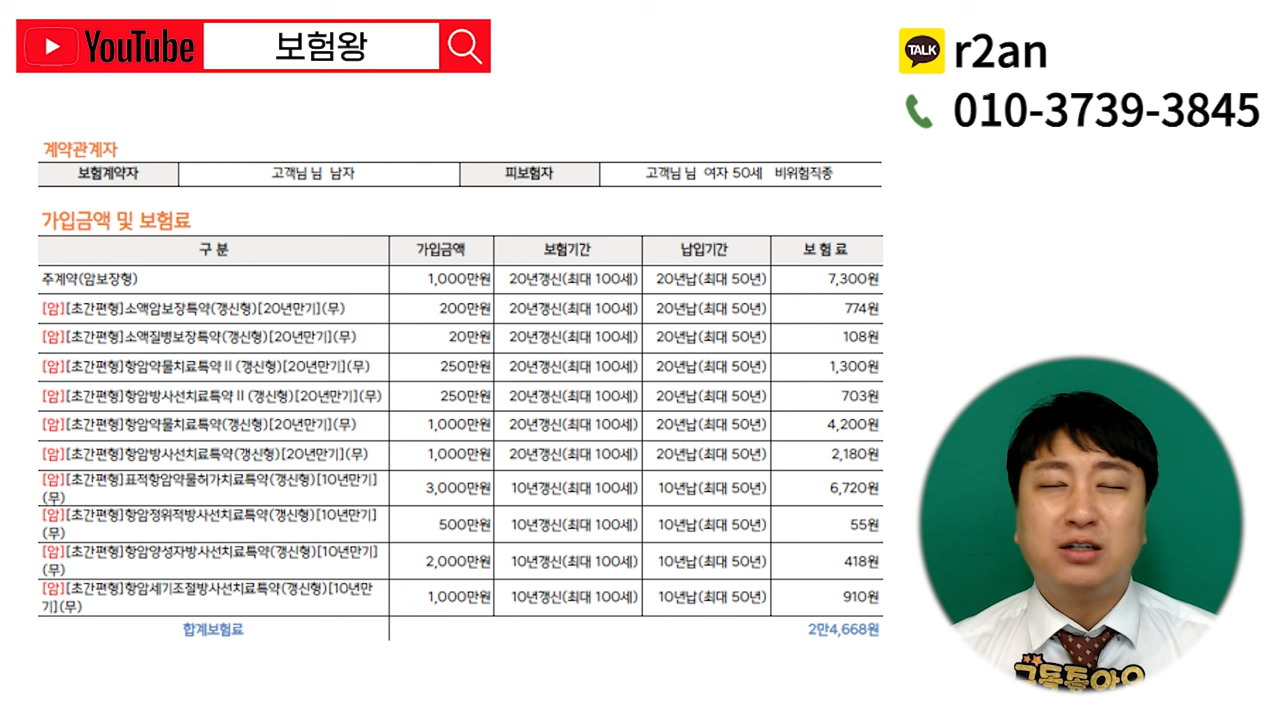 YouTube 보험왕
TALK r2an
010-3739-3845
계약관계자
보험계약자 고객님 님 남자 피보험자 고객님 님 여자 50세 비위험직종
가입금액 및 보험료
구 분 가입금액 보험기간 납입기간 보 험 료
주계약(암보장형) 1,000만원 20년갱신(최대 100세) 20년납(최대 50년) 7,300원
[암][초간편형]소액암보장특약(갱신형)[20년만기](무) 200만원 20년갱신(최대 100세) 20년납(최대 50년) 774원
[암][초간편형]소액질병보장특약(갱신형)[20년만기](무) 20만원 20년갱신(최대 100세) 20년납(최대 50년) 108원
[암][초간편형]항암약물치료특약Ⅱ(갱신형)[20년만기](무) 250만원 20년갱신(최대 100세) 20년납(최대 50년) 1,300원
[암][초간편형]항암방사선치료특약Ⅱ(갱신형)[20년만기](무) 250만원 20년갱신(최대 100세) 20년납(최대 50년) 703원
[암][초간편형]항암약물치료특약(갱신형)[20년만기](무) 1,000만원 20년갱신(최대 100세) 20년납(최대 50년) 4,200원
[암][초간편형]항암방사선치료특약(갱신형)[20년만기](무) 1,000만원 20년갱신(최대 100세) 20년납(최대 50년) 2,180원
[암][초간편형]표적항암약물허가치료특약(갱신형)[10년만기]
(무) 3,000만원 10년갱신(최대 100세) 10년납(최대 50년) 6,720원
[암][초간편형]항암정위적방사선치료특약(갱신형)[10년만기]
(무) 500만원 10년갱신(최대 100세) 10년납(최대 50년) 55원
[암][초간편형]항암양성자방사선치료특약(갱신형)[10년만기]
(무) 2,000만원 10년갱신(최대 100세) 10년납(최대 50년) 418원
[암][초간편형]항암세기조절방사선치료특약(갱신형)[10년만
기](무) 1,000만원 10년갱신(최대 100세) 10년납(최대 50년) 910원
합계보험료 2만4,668원